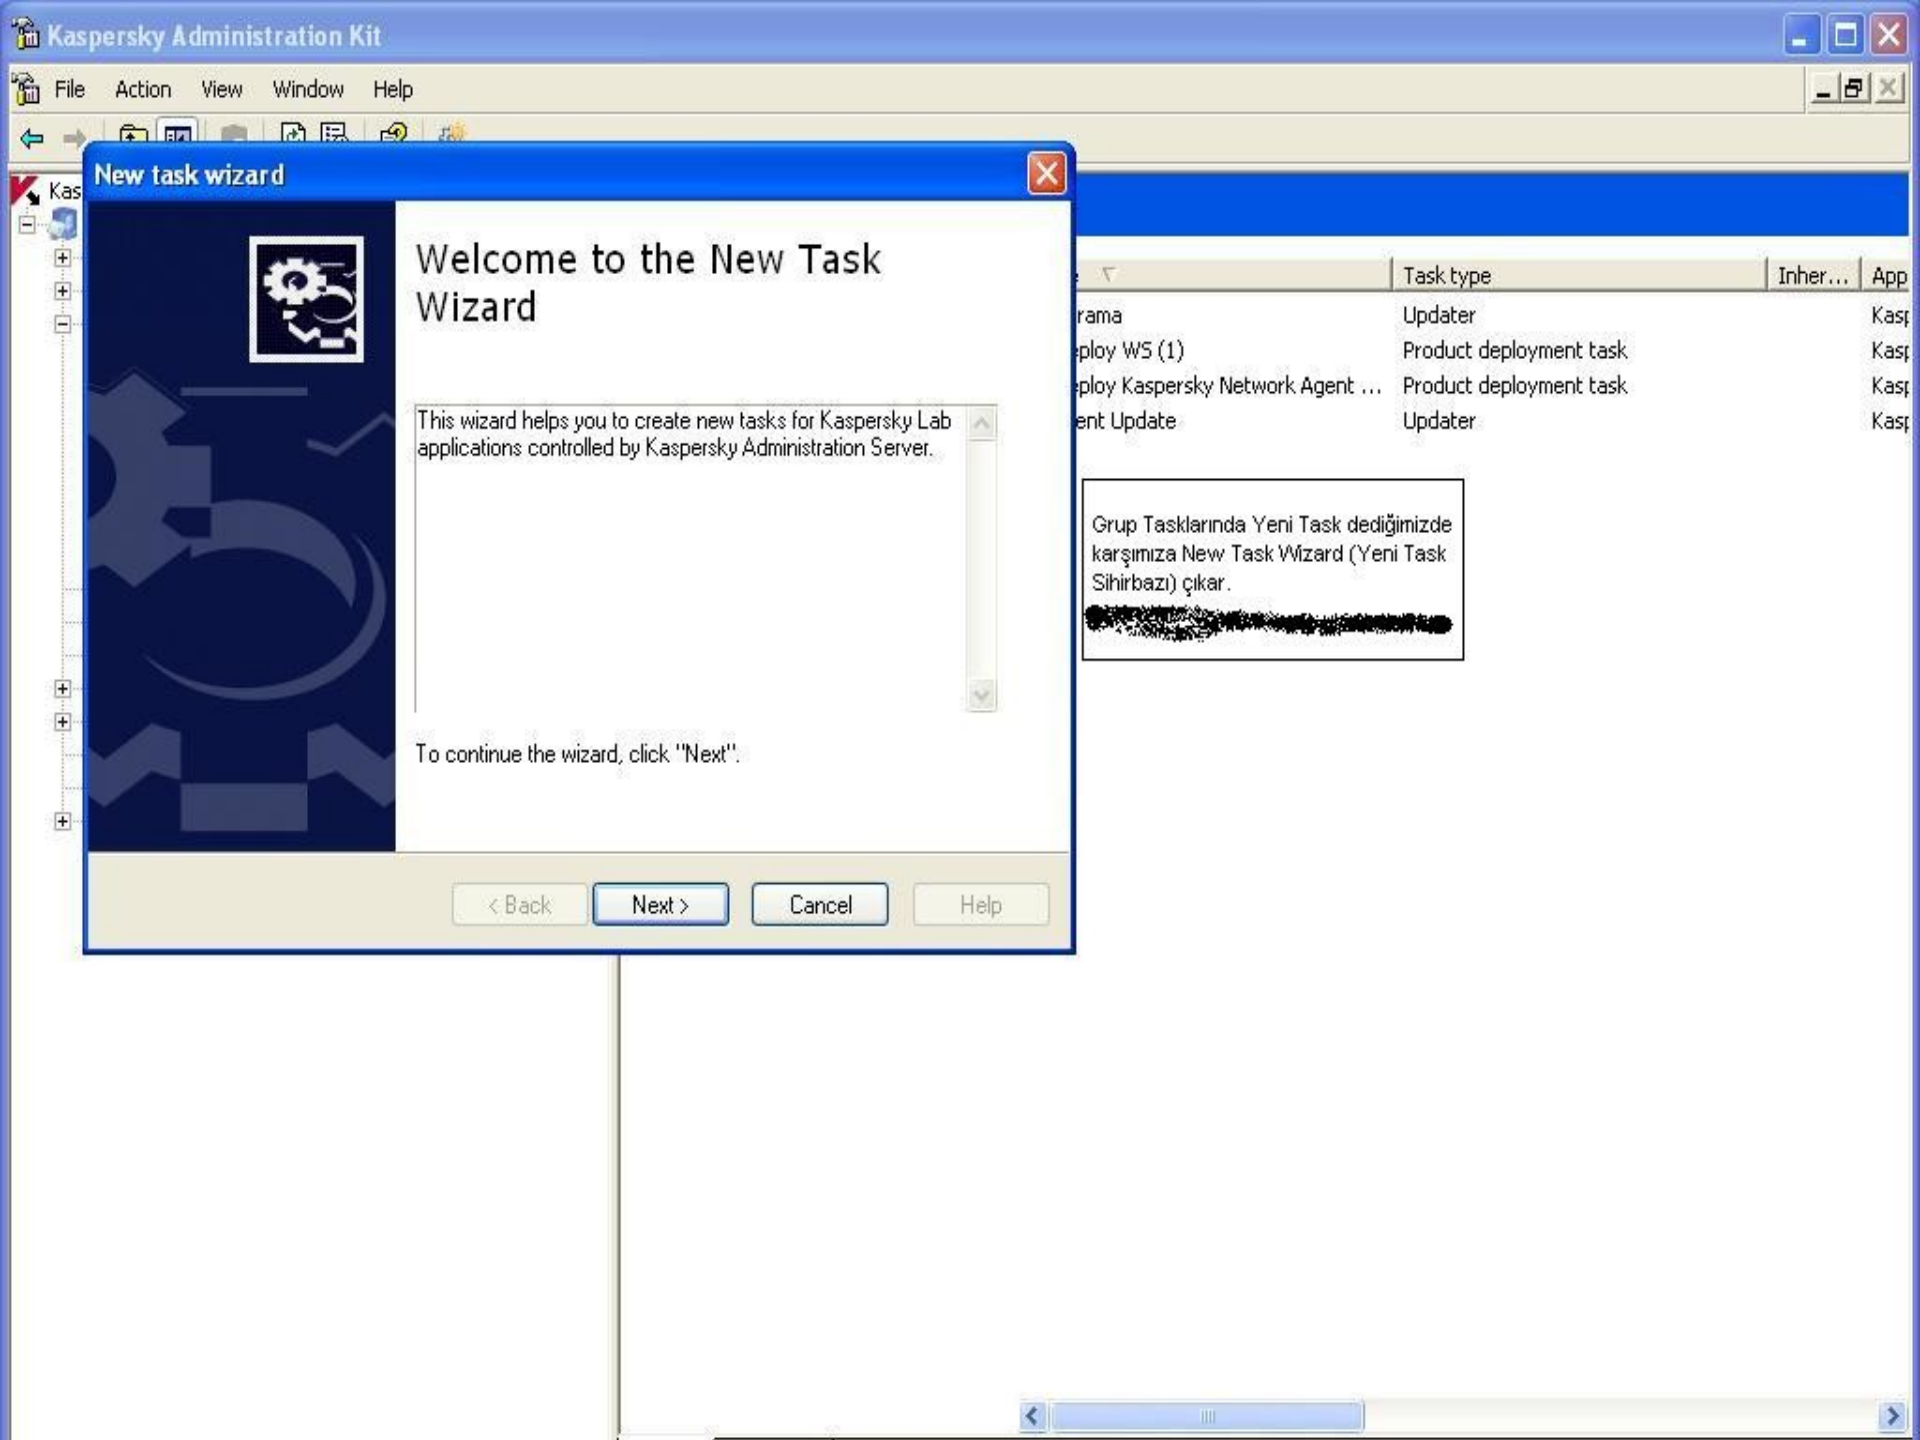 Kaspersky Administration Kit
File Action View Window Help
New task wizard
Kas
Welcome to the New Task
Wizard
This wizard helps you to create new tasks for Kaspersky Lab
applications controlled by Kaspersky Administration Server.
To continue the wizard, click "Next".
< Back Next > Cancel Help
Task type Inher... App
rama Updater Kasp
ploy WS (1) Product deployment task Kasp
ploy Kaspersky Network Agent ... Product deployment task Kasp
ent Update Updater Kasp
Grup Tasklarında Yeni Task dediğimizde
karşımıza New Task Wizard (Yeni Task
Sihirbazı) çıkar.